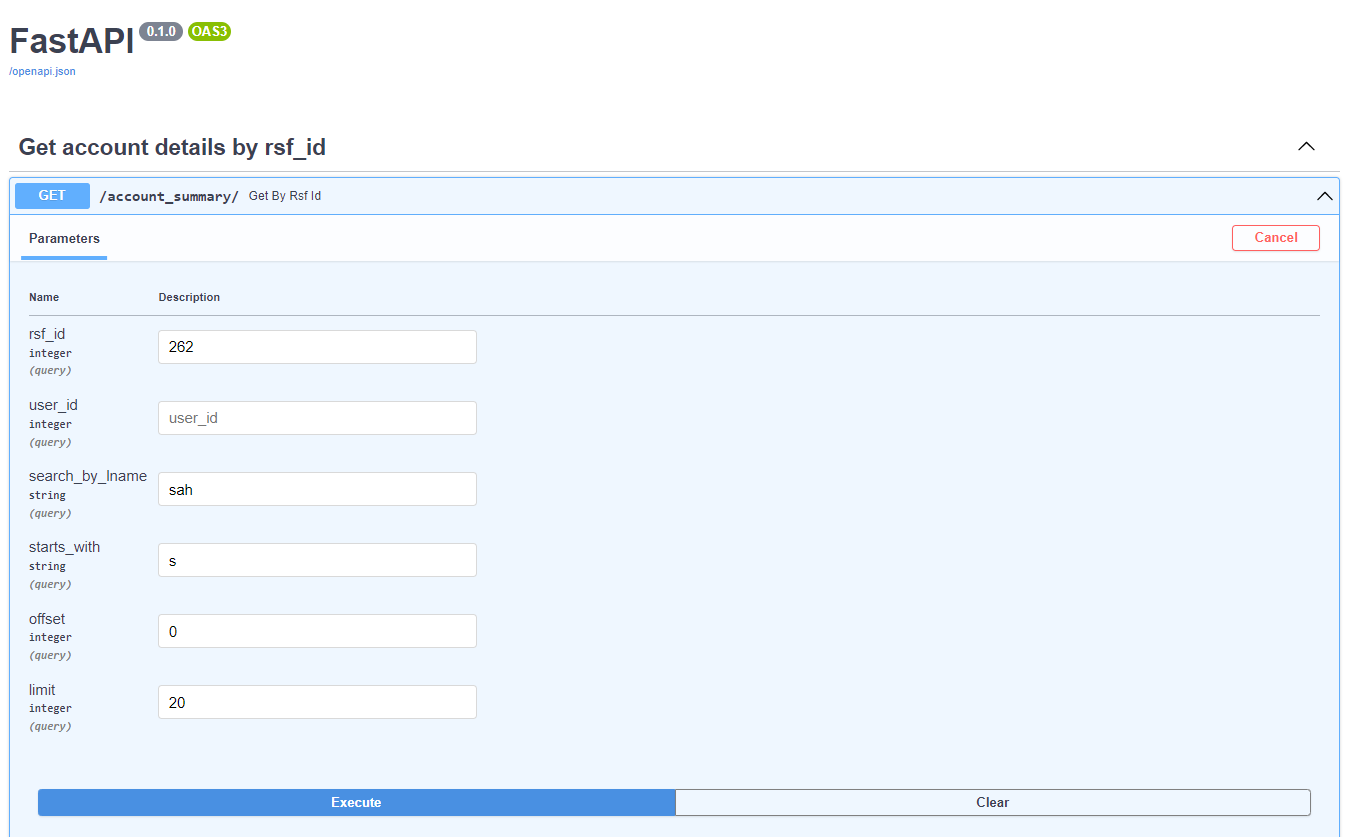 FastAPI 0.1.0 OAS3
/openapi.json
Get account details by rsf_id
GET /account_summary/ Get By Rsf Id
Parameters Cancel
Name Description
rsf_id 262
integer
(query)
user_id user_id
integer
(query)
search_by_lname sah
string
(query)
starts_with s
string
(query)
offset 0
integer
(query)
limit 20
integer
(query)
Execute Clear